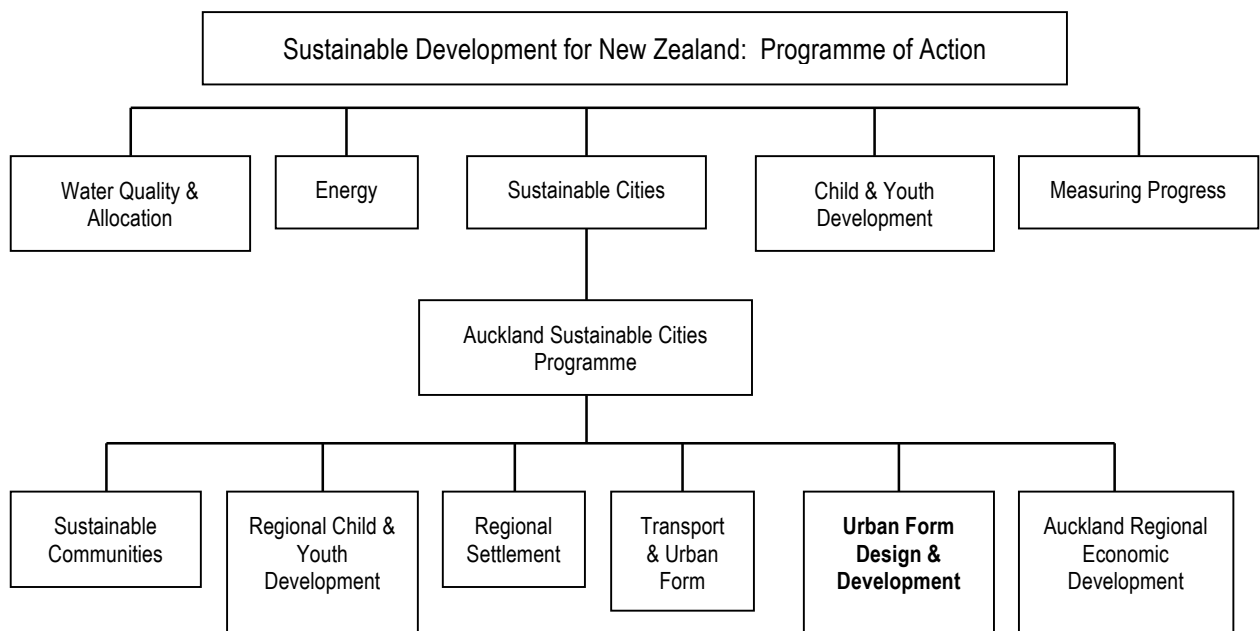 Sustainable Development for New Zealand:  Programme of Action
Water Quality &
Allocation
Energy
Sustainable Cities
Child & Youth
Development
Measuring Progress
Auckland Sustainable Cities
Programme
Sustainable
Communities
Regional Child &
Youth
Development
Regional
Settlement
Transport
& Urban
Form
Urban Form
Design &
Development
Auckland Regional
Economic
Development